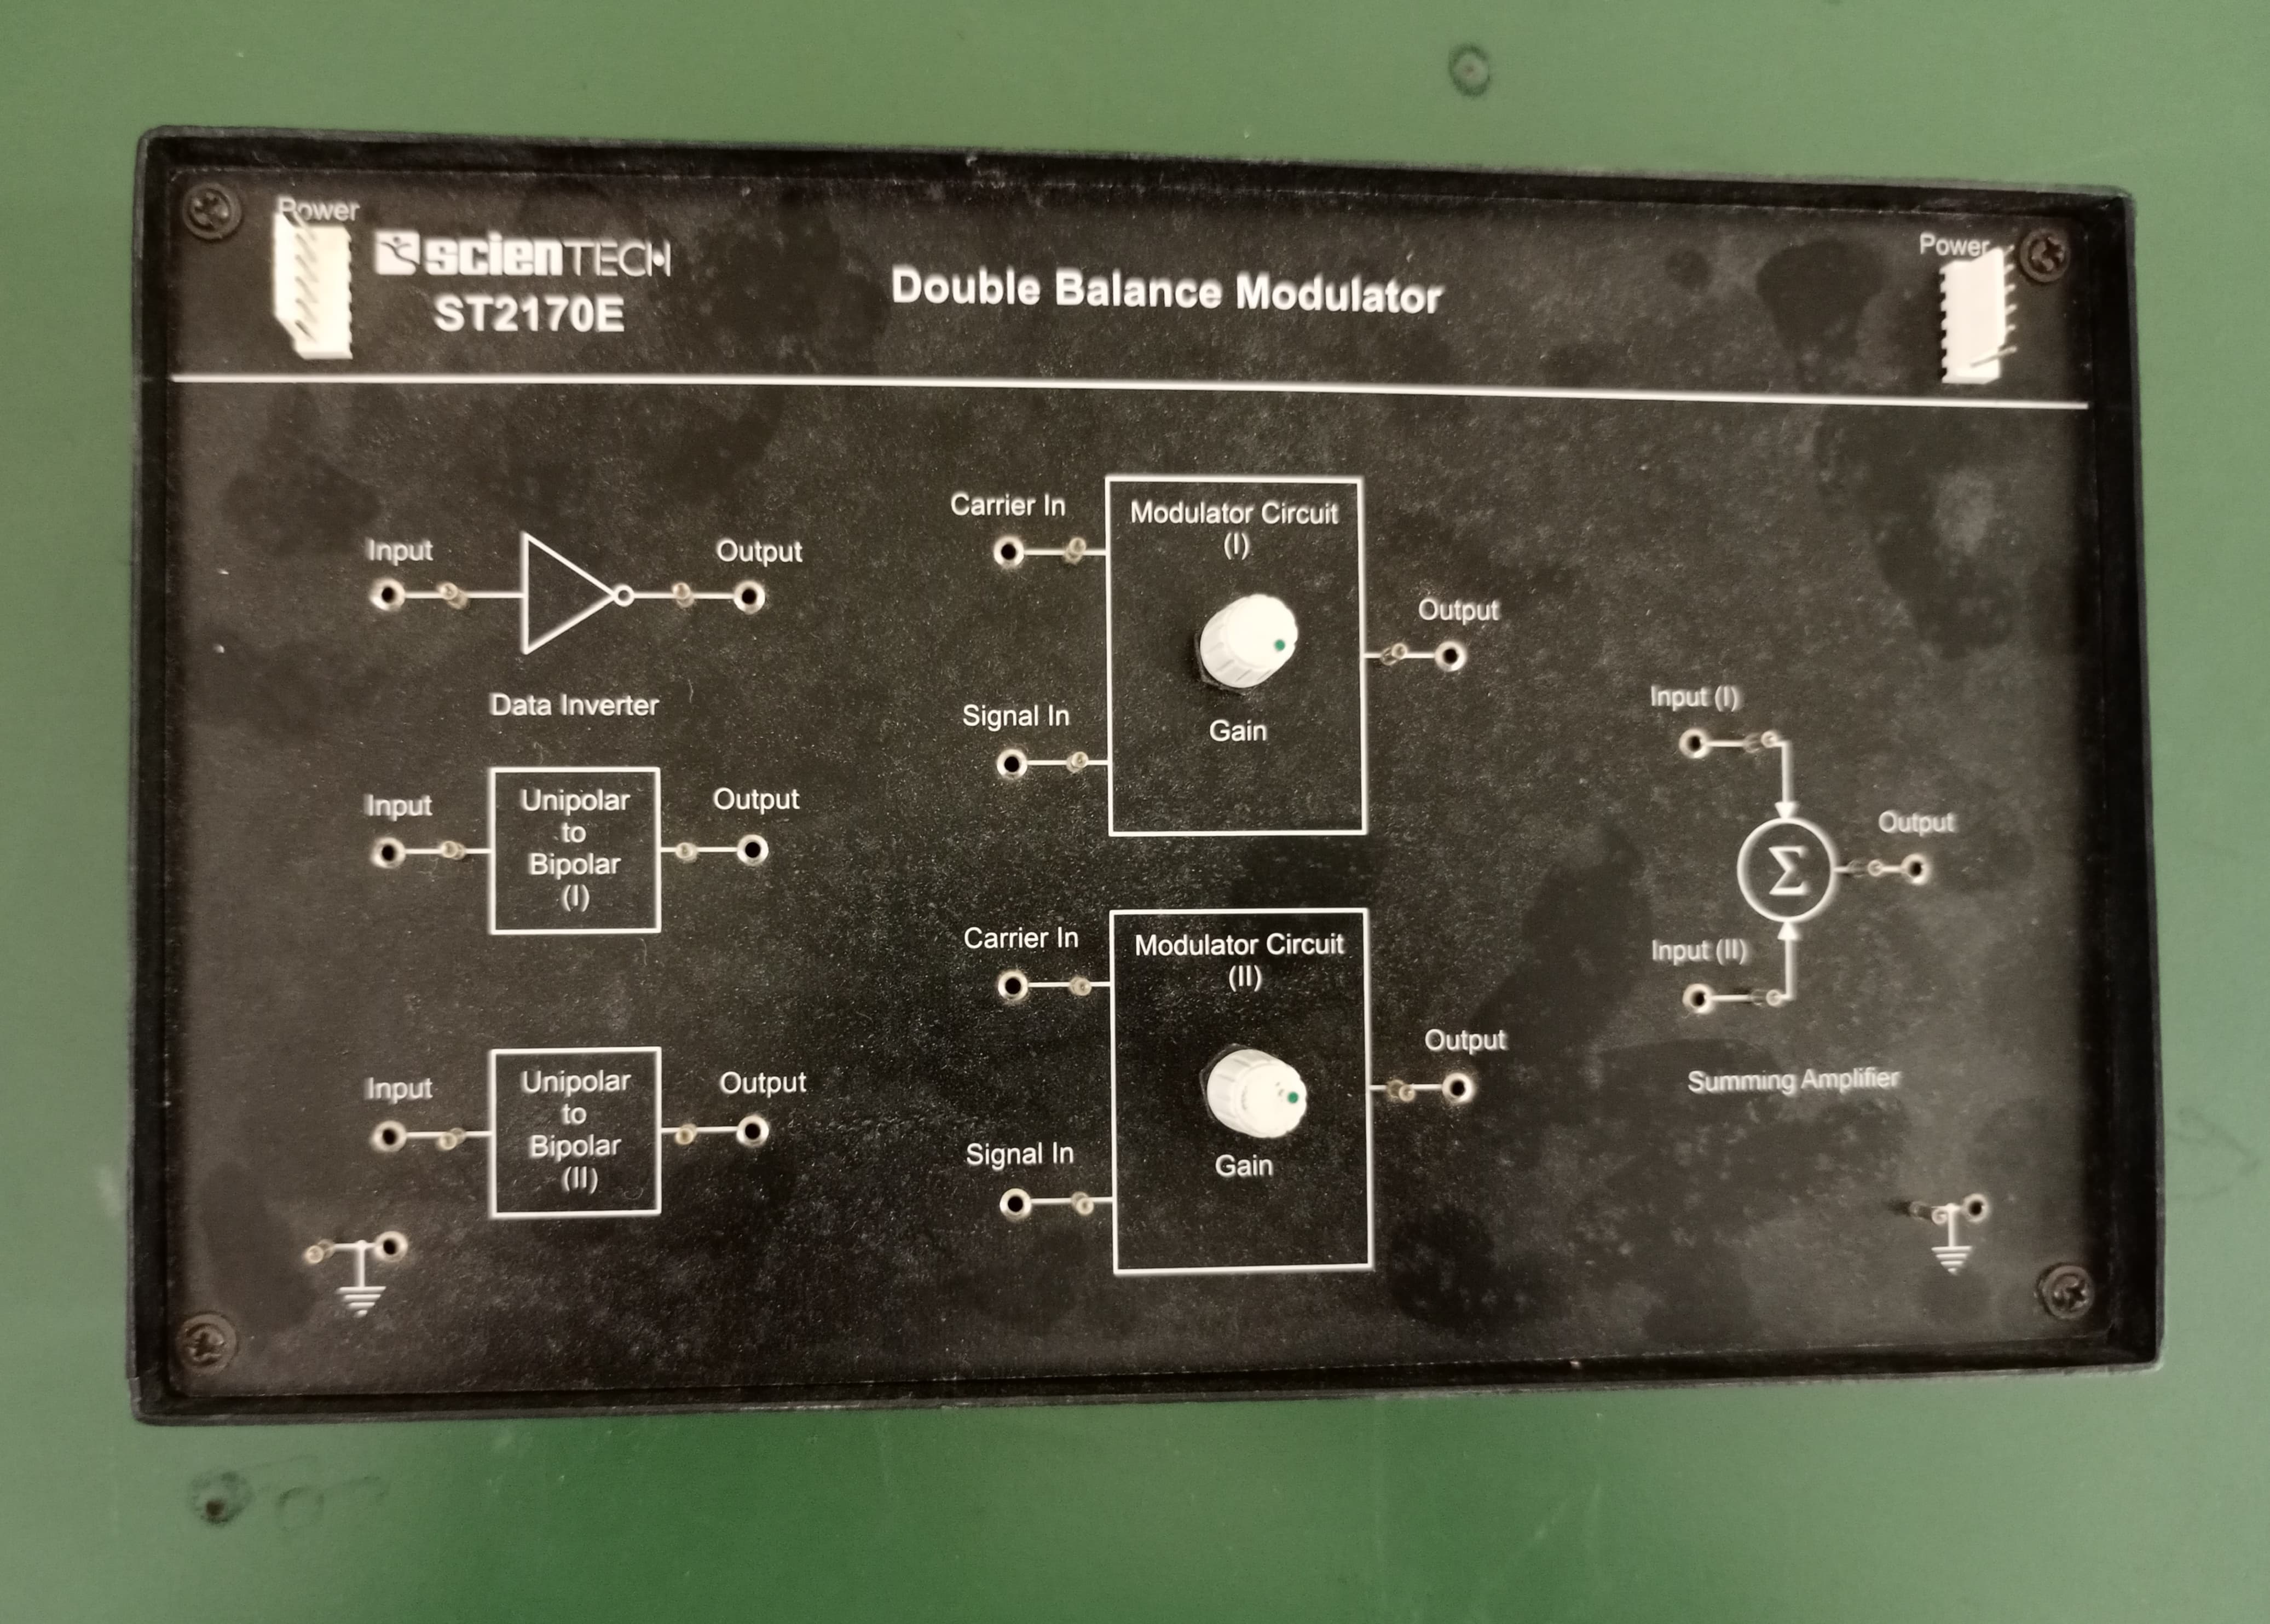 Power
scienTECH
ST2170E
Double Balance Modulator
Power
Input
Output
Data Inverter
Input
Unipolar
to
Bipolar
(I)
Output
Input
Unipolar
to
Bipolar
(II)
Output
Carrier In
Signal In
Modulator Circuit
(I)
Gain
Output
Carrier In
Signal In
Modulator Circuit
(II)
Gain
Output
Input (I)
Σ
Output
Input (II)
Summing Amplifier